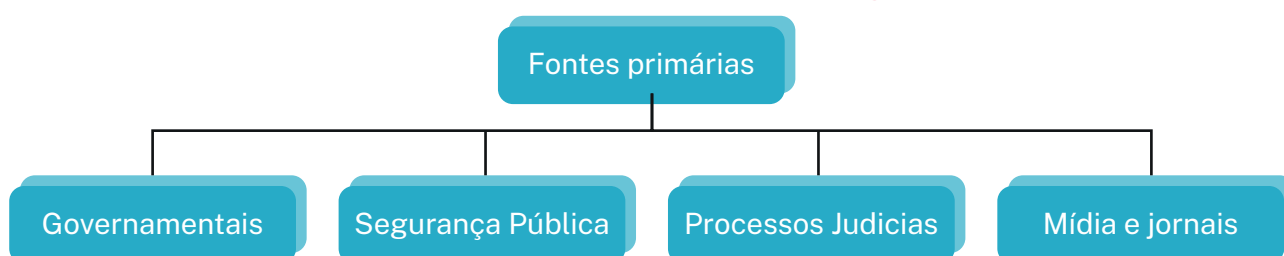 Fontes primárias
Governamentais
Segurança Pública
Processos Judicias
Mídia e jornais